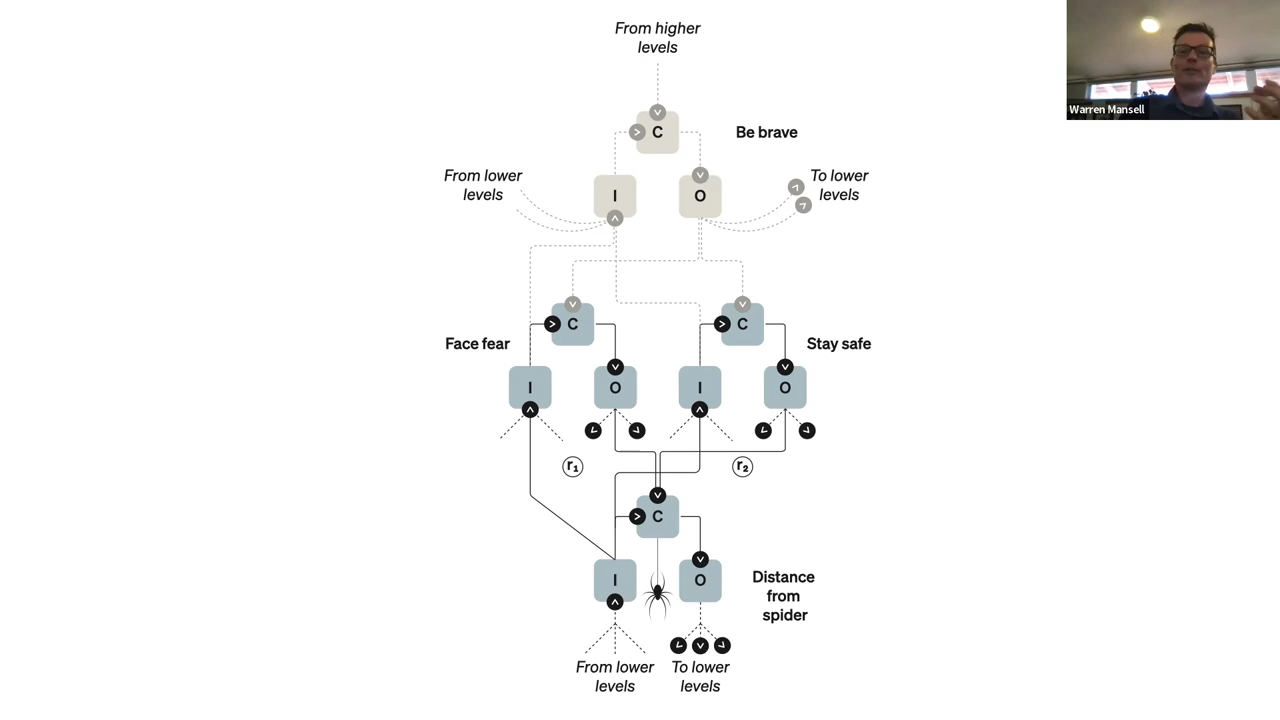 From higher
levels
Warren Mansell
C
Be brave
From lower
levels
I
O
To lower
levels
C
C
Face fear
Stay safe
I
O
I
O
r₁
r₂
C
I
O
Distance
from
spider
From lower
levels
To lower
levels